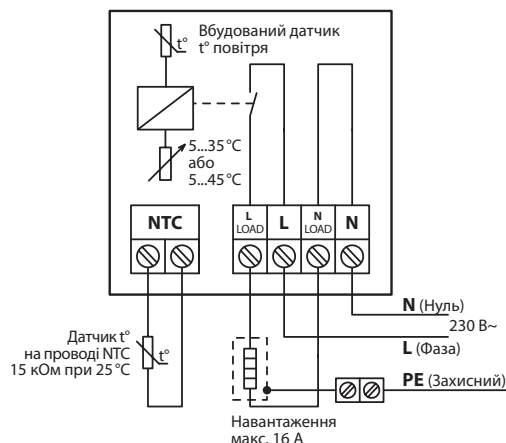 Вбудований датчик
t° t° повітря
5...35 °C
або
5...45 °C
NTC
L LOAD
L
N LOAD
N
N (Нуль)
230 В~
L (Фаза)
Датчик t°
на проводі NTC
15 кОм при 25 °C
t°
PE (Захисний)
Навантаження
макс. 16 А